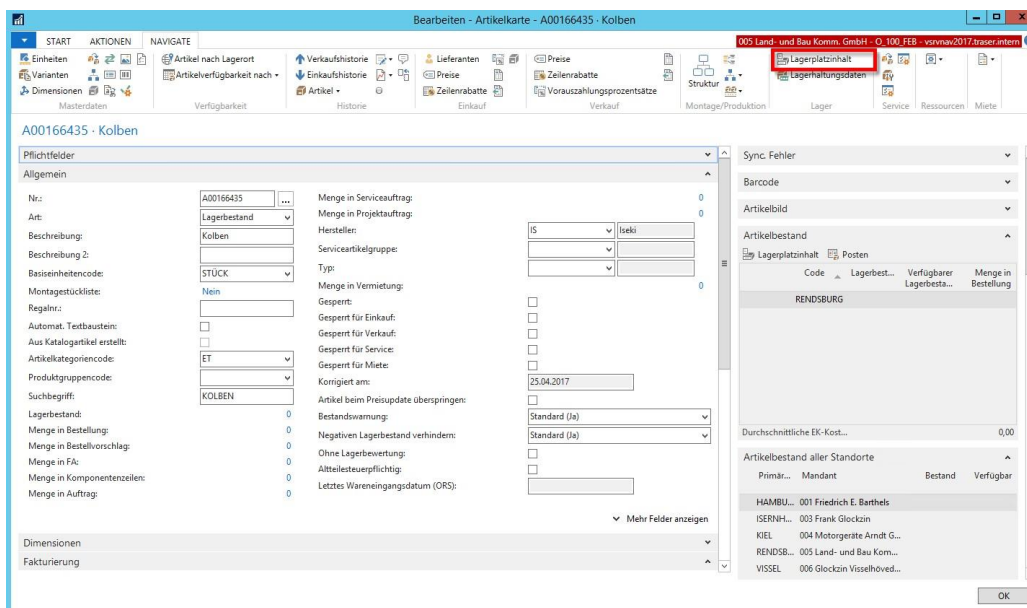 Bearbeiten - Artikelkarte - A00166435 · Kolben
START AKTIONEN NAVIGATE
005 Land- und Bau Komm. GmbH - O_100_FEB - vsrvnav2017.traser.intern
Einheiten
Varianten
Dimensionen
Masterdaten
Artikel nach Lagerort
Artikelverfügbarkeit nach
Verfügbarkeit
Verkaufshistorie
Einkaufshistorie
Artikel
Historie
Lieferanten
Preise
Zeilenrabatte
Einkauf
Preise
Zeilenrabatte
Vorauszahlungsprozentsätze
Verkauf
Struktur
Montage/Produktion
Lagerplatzinhalt
Lagerhaltungsdaten
Lager
Service
Ressourcen
Miete
A00166435 · Kolben
Pflichtfelder
Allgemein
Nr.: A00166435 ...
Art: Lagerbestand
Beschreibung: Kolben
Beschreibung 2:
Basiseinheitencode: STÜCK
Montagestückliste: Nein
Regalnr.:
Automat. Textbaustein:
Aus Katalogartikel erstellt:
Artikelkategoriencode: ET
Produktgruppencode:
Suchbegriff: KOLBEN
Lagerbestand: 0
Menge in Bestellung: 0
Menge in Bestellvorschlag: 0
Menge in FA: 0
Menge in Komponentenzeilen: 0
Menge in Auftrag: 0
Menge in Serviceauftrag: 0
Menge in Projektauftrag: 0
Hersteller: IS Iseki
Serviceartikelgruppe:
Typ:
Menge in Vermietung: 0
Gesperrt:
Gesperrt für Einkauf:
Gesperrt für Verkauf:
Gesperrt für Service:
Gesperrt für Miete:
Korrigiert am: 25.04.2017
Artikel beim Preisupdate überspringen:
Bestandswarnung: Standard (Ja)
Negativen Lagerbestand verhindern: Standard (Ja)
Ohne Lagerbewertung:
Altteilesteuerpflichtig:
Letztes Wareneingangsdatum (ORS):
Mehr Felder anzeigen
Dimensionen
Fakturierung
Sync. Fehler
Barcode
Artikelbild
Artikelbestand
Lagerplatzinhalt Posten
Code Lagerbest... Verfügbarer Lagerbesta... Menge in Bestellung
RENDSBURG
Durchschnittliche EK-Kost... 0,00
Artikelbestand aller Standorte
Primär... Mandant Bestand Verfügbar
HAMBU... 001 Friedrich E. Barthels
ISERNH... 003 Frank Glockzin
KIEL 004 Motorgeräte Arndt G...
RENDSB... 005 Land- und Bau Kom...
VISSEL 006 Glockzin Visselhöved...
OK